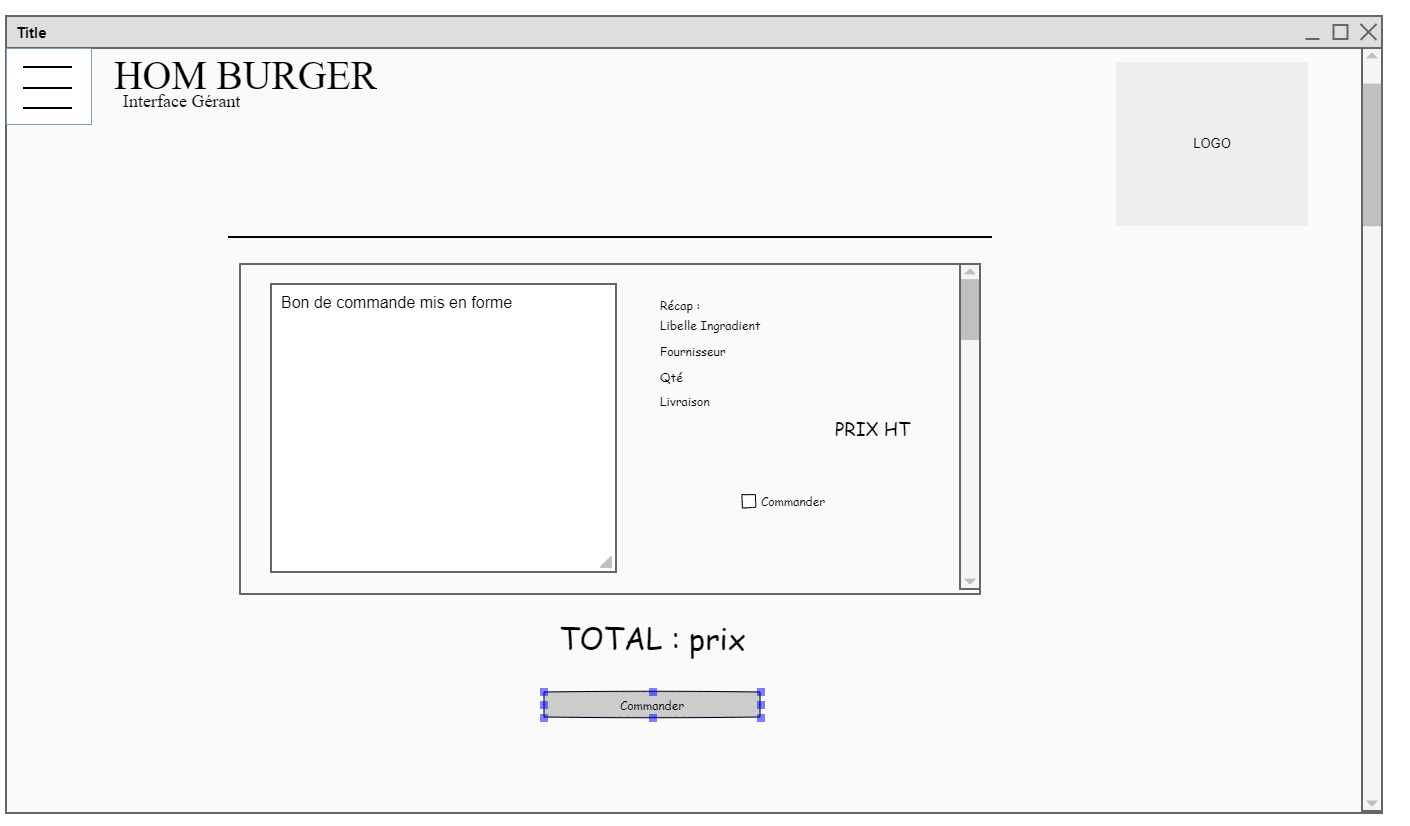 Title
HOM BURGER
Interface Gérant
LOGO
Bon de commande mis en forme
Récap :
Libelle Ingradient
Fournisseur
Qté
Livraison
PRIX HT
Commander
TOTAL : prix
Commander